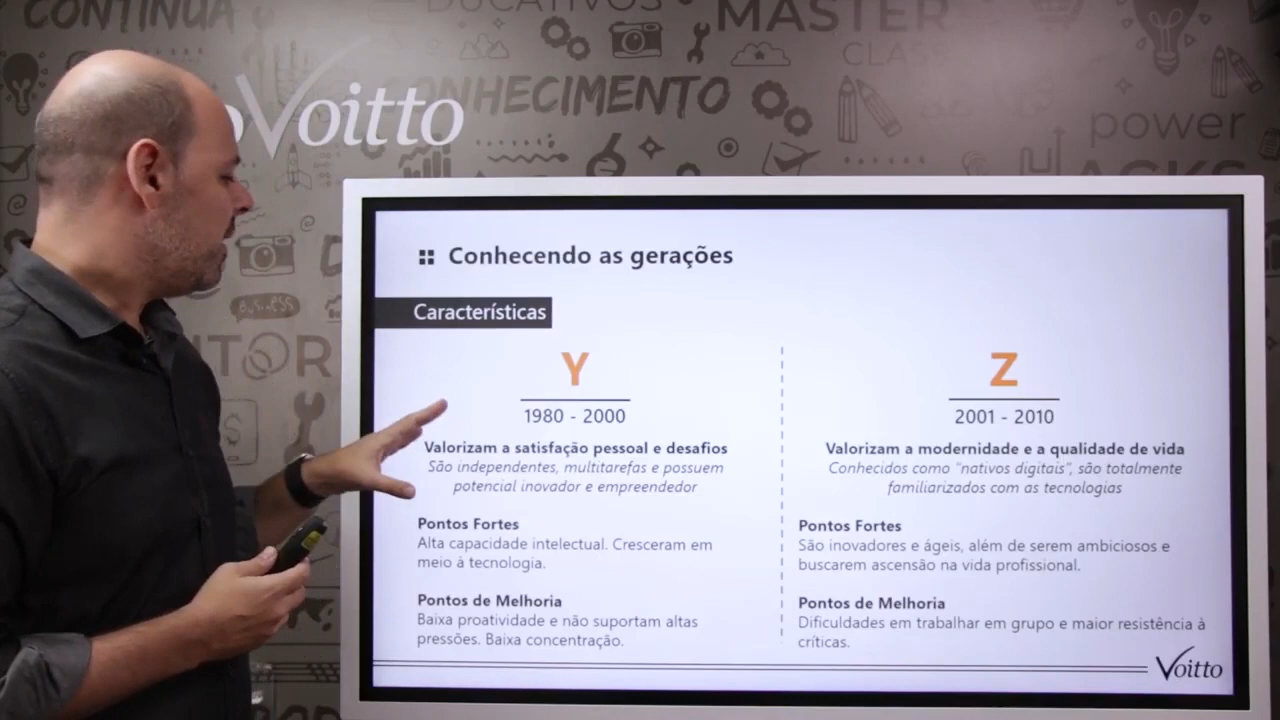 CONTÍNUA
EDUCATIVOS
MASTER
CLASS
Voitto
CONHECIMENTO
power
HACKS
BUSINESS
Conhecendo as gerações
Características
Y
1980 - 2000
Valorizam a satisfação pessoal e desafios
São independentes, multitarefas e possuem
potencial inovador e empreendedor
Pontos Fortes
Alta capacidade intelectual. Cresceram em
meio à tecnologia.
Pontos de Melhoria
Baixa proatividade e não suportam altas
pressões. Baixa concentração.
Z
2001 - 2010
Valorizam a modernidade e a qualidade de vida
Conhecidos como “nativos digitais”, são totalmente
familiarizados com as tecnologias
Pontos Fortes
São inovadores e ágeis, além de serem ambiciosos e
buscarem ascensão na vida profissional.
Pontos de Melhoria
Dificuldades em trabalhar em grupo e maior resistência à
críticas.
Voitto